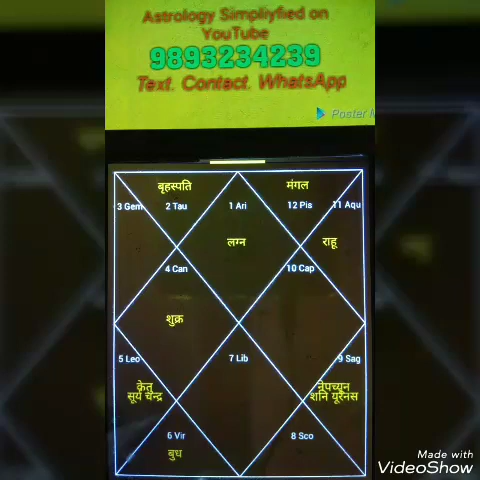 Astrology Simpliyfied on
YouTube
9893234239
Text. Contact. WhatsApp
Poster M
बृहस्पति
मंगल
3 Gem
2 Tau
1 Ari
12 Pis
11 Aqu
लग्न
राहू
4 Can
10 Cap
शुक्र
5 Leo
7 Lib
9 Sag
केतु
सूर्य चन्द्र
नेपच्यून
शनि यूरेनस
6 Vir
8 Sco
बुध
Made with
VideoShow